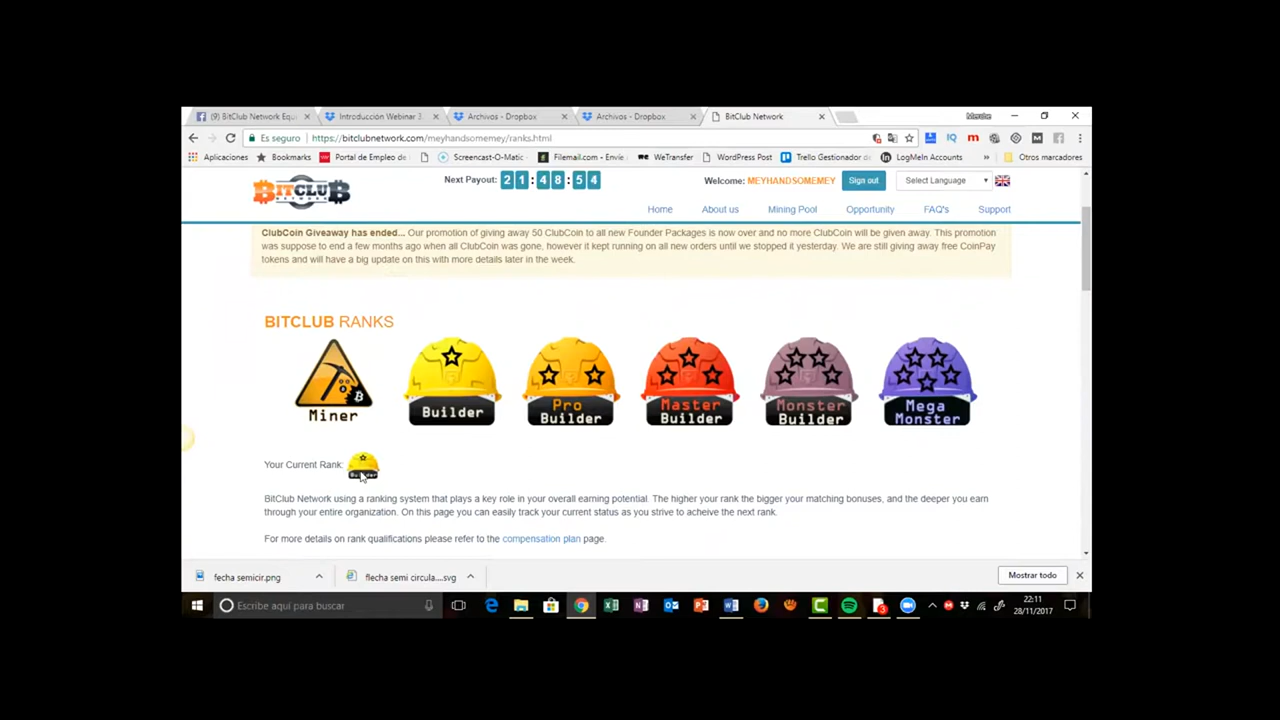 (9) BitClub Network Equ
Introducción Webinar 3.
Archivos - Dropbox
Archivos - Dropbox
BitClub Network
Es seguro
https://bitclubnetwork.com/meyhandsomemey/ranks.html
Aplicaciones
Bookmarks
Portal de Empleo de
Screencast-O-Matic -
Filemail.com - Envíe
WeTransfer
WordPress Post
Trello Gestionador de
LogMeIn Accounts
»
Otros marcadores
BITCLUB
NETWORK
Next Payout: 21:48:54
Welcome: MEYHANDSOMEMEY
Sign out
Select Language
Home
About us
Mining Pool
Opportunity
FAQ's
Support
ClubCoin Giveaway has ended... Our promotion of giving away 50 ClubCoin to all new Founder Packages is now over and no more ClubCoin will be given away. This promotion
was suppose to end a few months ago when all ClubCoin was gone, however it kept running on all new orders until we stopped it yesterday. We are still giving away free CoinPay
tokens and will have a big update on this with more details later in the week.
BITCLUB RANKS
Miner
Builder
Pro
Builder
Master
Builder
Monster
Builder
Mega
Monster
Your Current Rank:
Builder
BitClub Network using a ranking system that plays a key role in your overall earning potential. The higher your rank the bigger your matching bonuses, and the deeper you earn
through your entire organization. On this page you can easily track your current status as you strive to acheive the next rank.
For more details on rank qualifications please refer to the compensation plan page.
fecha semicir.png
flecha semi circula....svg
Mostrar todo
Escribe aquí para buscar
22:11
28/11/2017